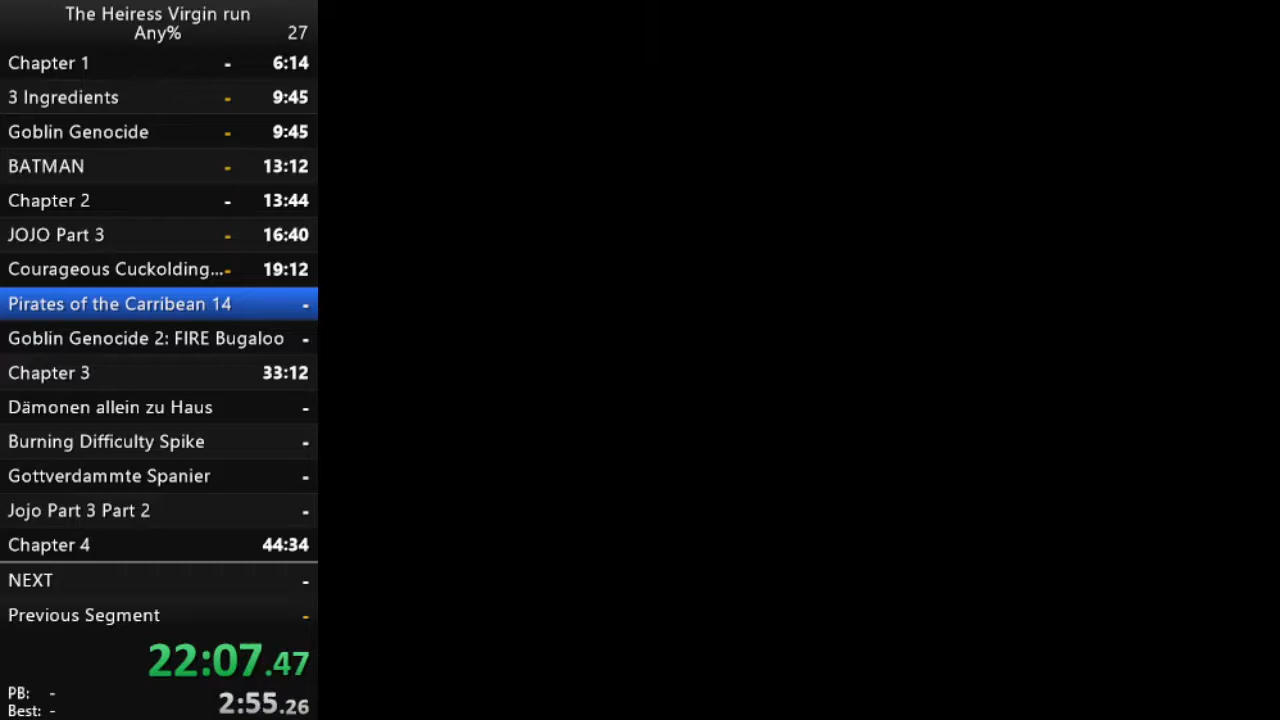 The Heiress Virgin run
Any% 27
Chapter 1 - 6:14
3 Ingredients - 9:45
Goblin Genocide - 9:45
BATMAN - 13:12
Chapter 2 - 13:44
JOJO Part 3 - 16:40
Courageous Cuckolding...- 19:12
Pirates of the Carribean 14 -
Goblin Genocide 2: FIRE Bugaloo -
Chapter 3 33:12
Dämonen allein zu Haus -
Burning Difficulty Spike -
Gottverdammte Spanier -
Jojo Part 3 Part 2 -
Chapter 4 44:34
NEXT -
Previous Segment -
22:07.47
PB: -
Best: - 2:55.26